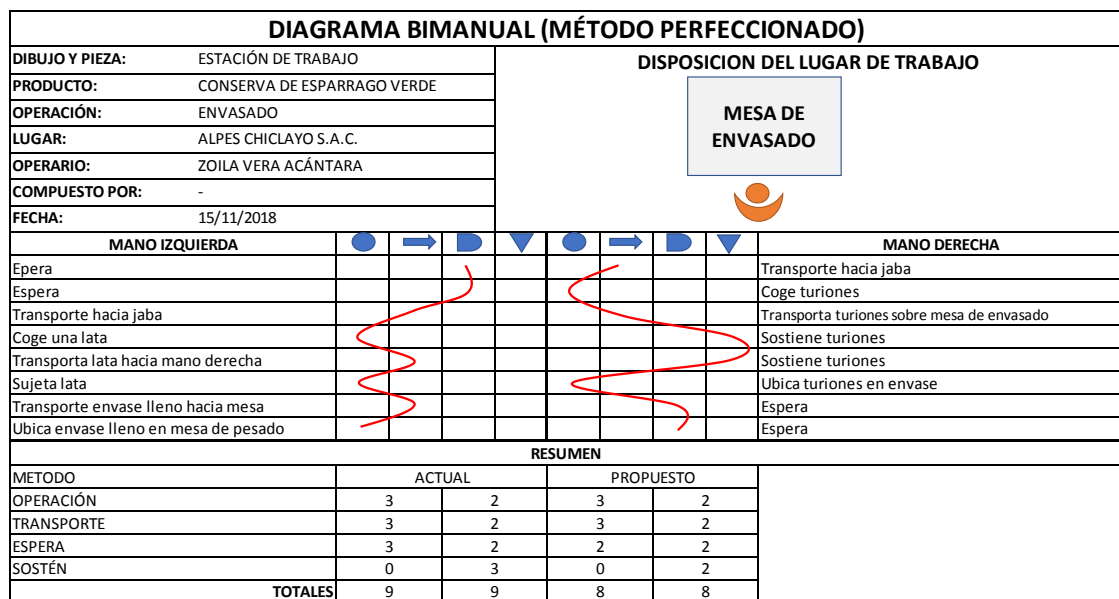 DIAGRAMA BIMANUAL (MÉTODO PERFECCIONADO)
DIBUJO Y PIEZA: ESTACIÓN DE TRABAJO
PRODUCTO: CONSERVA DE ESPARRAGO VERDE
OPERACIÓN: ENVASADO
LUGAR: ALPES CHICLAYO S.A.C.
OPERARIO: ZOILA VERA ACÁNTARA
COMPUESTO POR: -
FECHA: 15/11/2018
DISPOSICION DEL LUGAR DE TRABAJO
MESA DE
ENVASADO
MANO IZQUIERDA MANO DERECHA
Epera Transporte hacia jaba
Espera Coge turiones
Transporte hacia jaba Transporta turiones sobre mesa de envasado
Coge una lata Sostiene turiones
Transporta lata hacia mano derecha Sostiene turiones
Sujeta lata Ubica turiones en envase
Transporte envase lleno hacia mesa Espera
Ubica envase lleno en mesa de pesado Espera
RESUMEN
METODO ACTUAL PROPUESTO
OPERACIÓN 3 2 3 2
TRANSPORTE 3 2 3 2
ESPERA 3 2 2 2
SOSTÉN 0 3 0 2
TOTALES 9 9 8 8